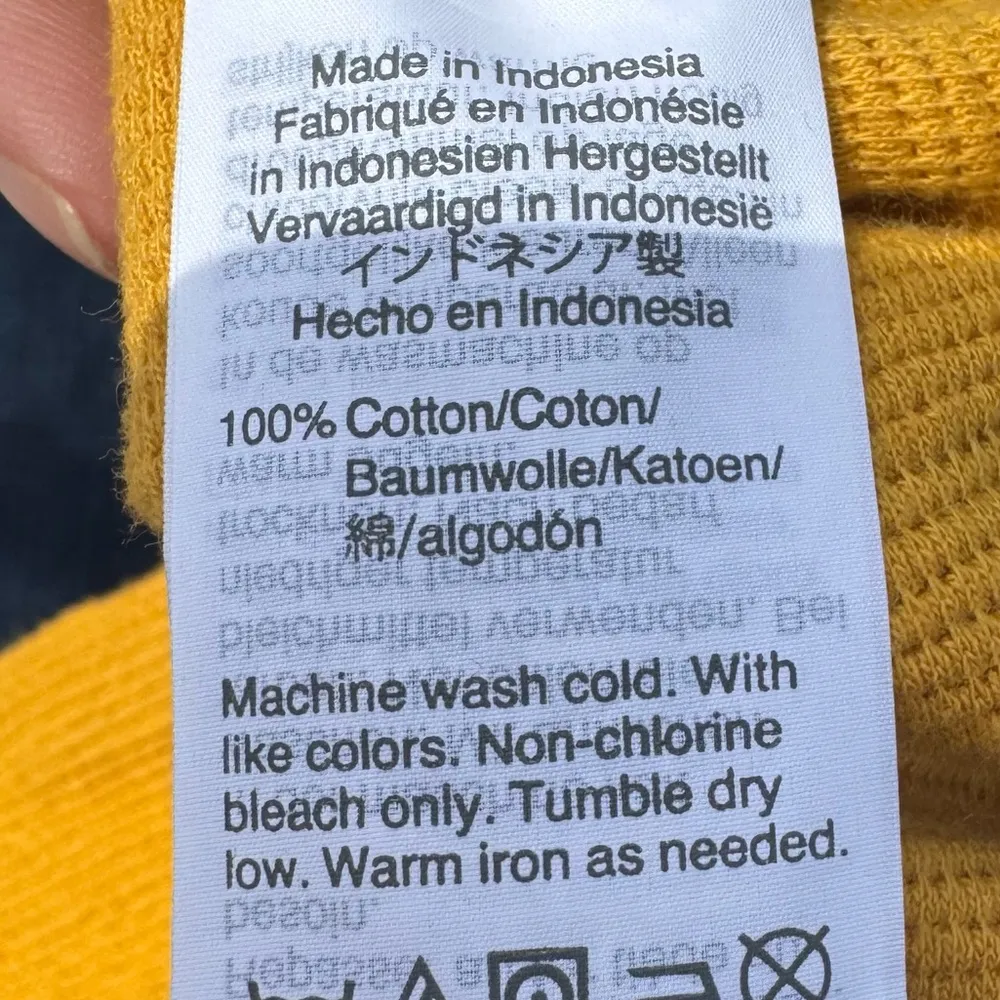 Made in Indonesia
Fabriqué en Indonésie
in Indonesien Hergestellt
Vervaardigd in Indonesië
インドネシア製
Hecho en Indonesia
100% Cotton/Coton/
Baumwolle/Katoen/
綿/algodón
Machine wash cold. With
like colors. Non-chlorine
bleach only. Tumble dry
low. Warm iron as needed.